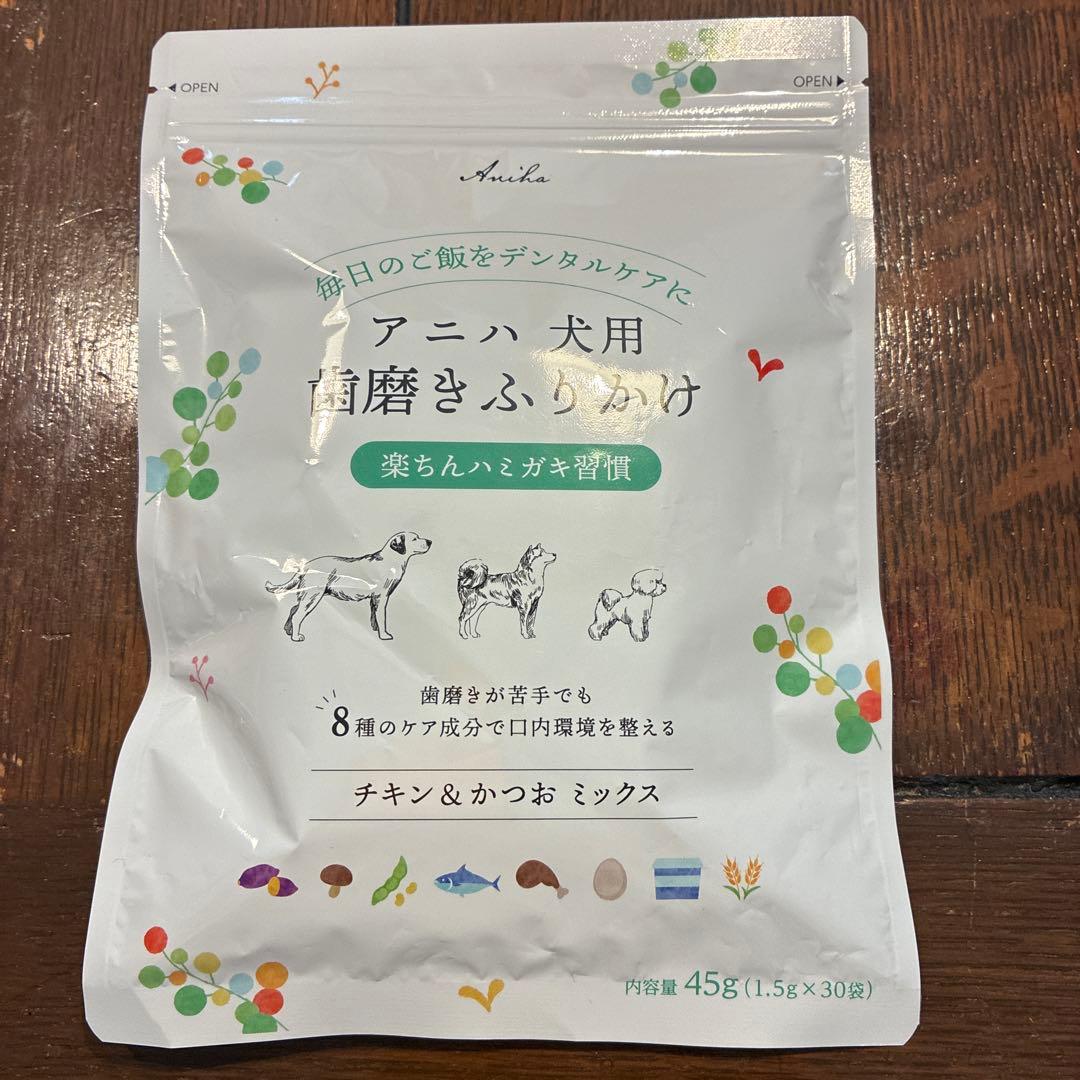 OPEN
OPEN
Aniha
毎日のご飯をデンタルケアに
アニハ 犬用
歯磨きふりかけ
楽ちんハミガキ習慣
歯磨きが苦手でも
8種のケア成分で口内環境を整える
チキン&かつお ミックス
内容量 45g (1.5g×30袋)